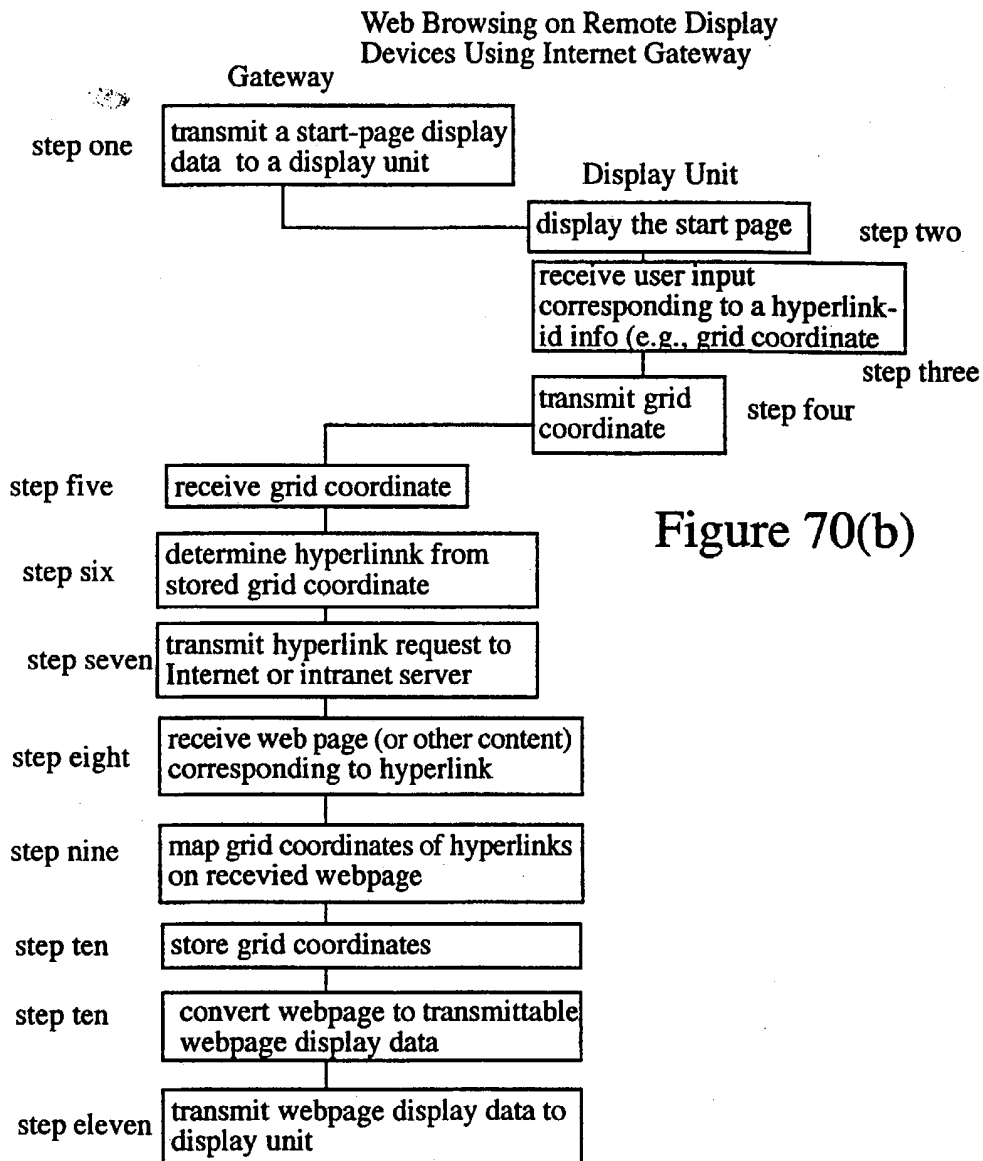 Web Browsing on Remote Display
Devices Using Internet Gateway
Gateway
step one
transmit a start-page display
data to a display unit
Display Unit
display the start page
step two
receive user input
corresponding to a hyperlink-
id info (e.g., grid coordinate
step three
transmit grid
coordinate
step four
step five
receive grid coordinate
Figure 70(b)
step six
determine hyperlinnk from
stored grid coordinate
step seven
transmit hyperlink request to
Internet or intranet server
step eight
receive web page (or other content)
corresponding to hyperlink
step nine
map grid coordinates of hyperlinks
on recevied webpage
step ten
store grid coordinates
step ten
convert webpage to transmittable
webpage display data
step eleven
transmit webpage display data to
display unit